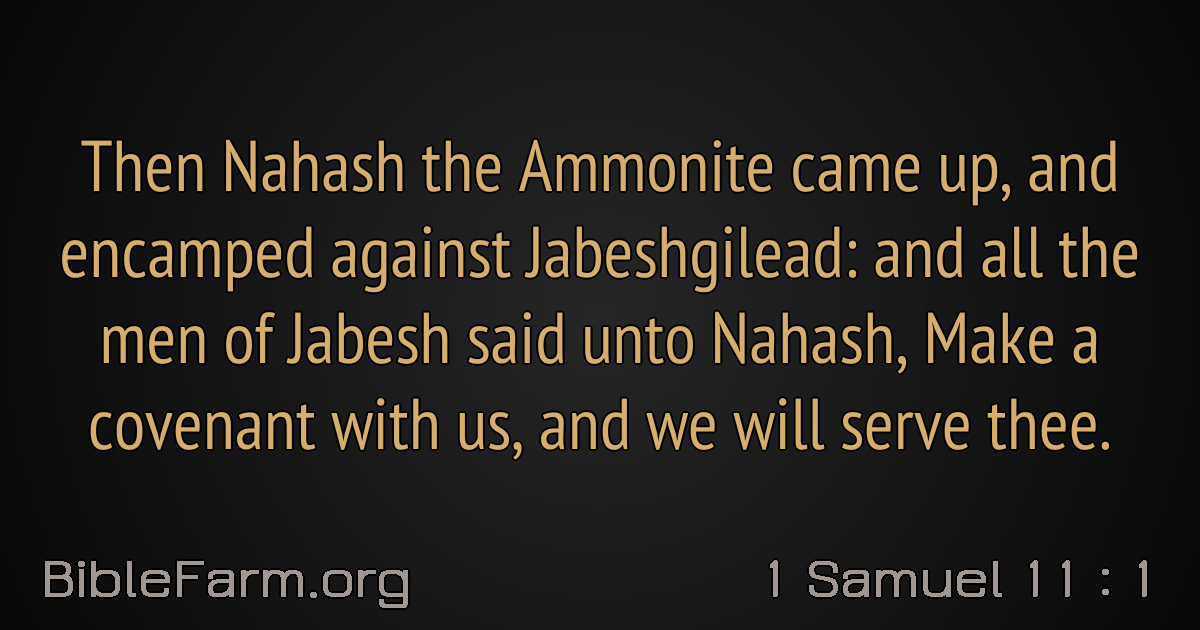 Then Nahash the Ammonite came up, and
encamped against Jabeshgilead: and all the
men of Jabesh said unto Nahash, Make a
covenant with us, and we will serve thee.
BibleFarm.org
1 Samuel 11 : 1